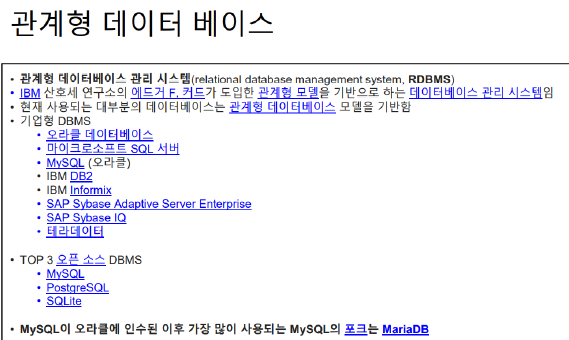 관계형 데이터 베이스
• 관계형 데이터베이스 관리 시스템(relational database management system, RDBMS)
• IBM 산호세 연구소의 에드거 F. 커드가 도입한 관계형 모델을 기반으로 하는 데이터베이스 관리 시스템임
• 현재 사용되는 대부분의 데이터베이스는 관계형 데이터베이스 모델을 기반함
• 기업형 DBMS
• 오라클 데이터베이스
• 마이크로소프트 SQL 서버
• MySQL (오라클)
• IBM DB2
• IBM Informix
• SAP Sybase Adaptive Server Enterprise
• SAP Sybase IQ
• 테라데이터
• TOP 3 오픈 소스 DBMS
• MySQL
• PostgreSQL
• SQLite
• MySQL이 오라클에 인수된 이후 가장 많이 사용되는 MySQL의 포크는 MariaDB